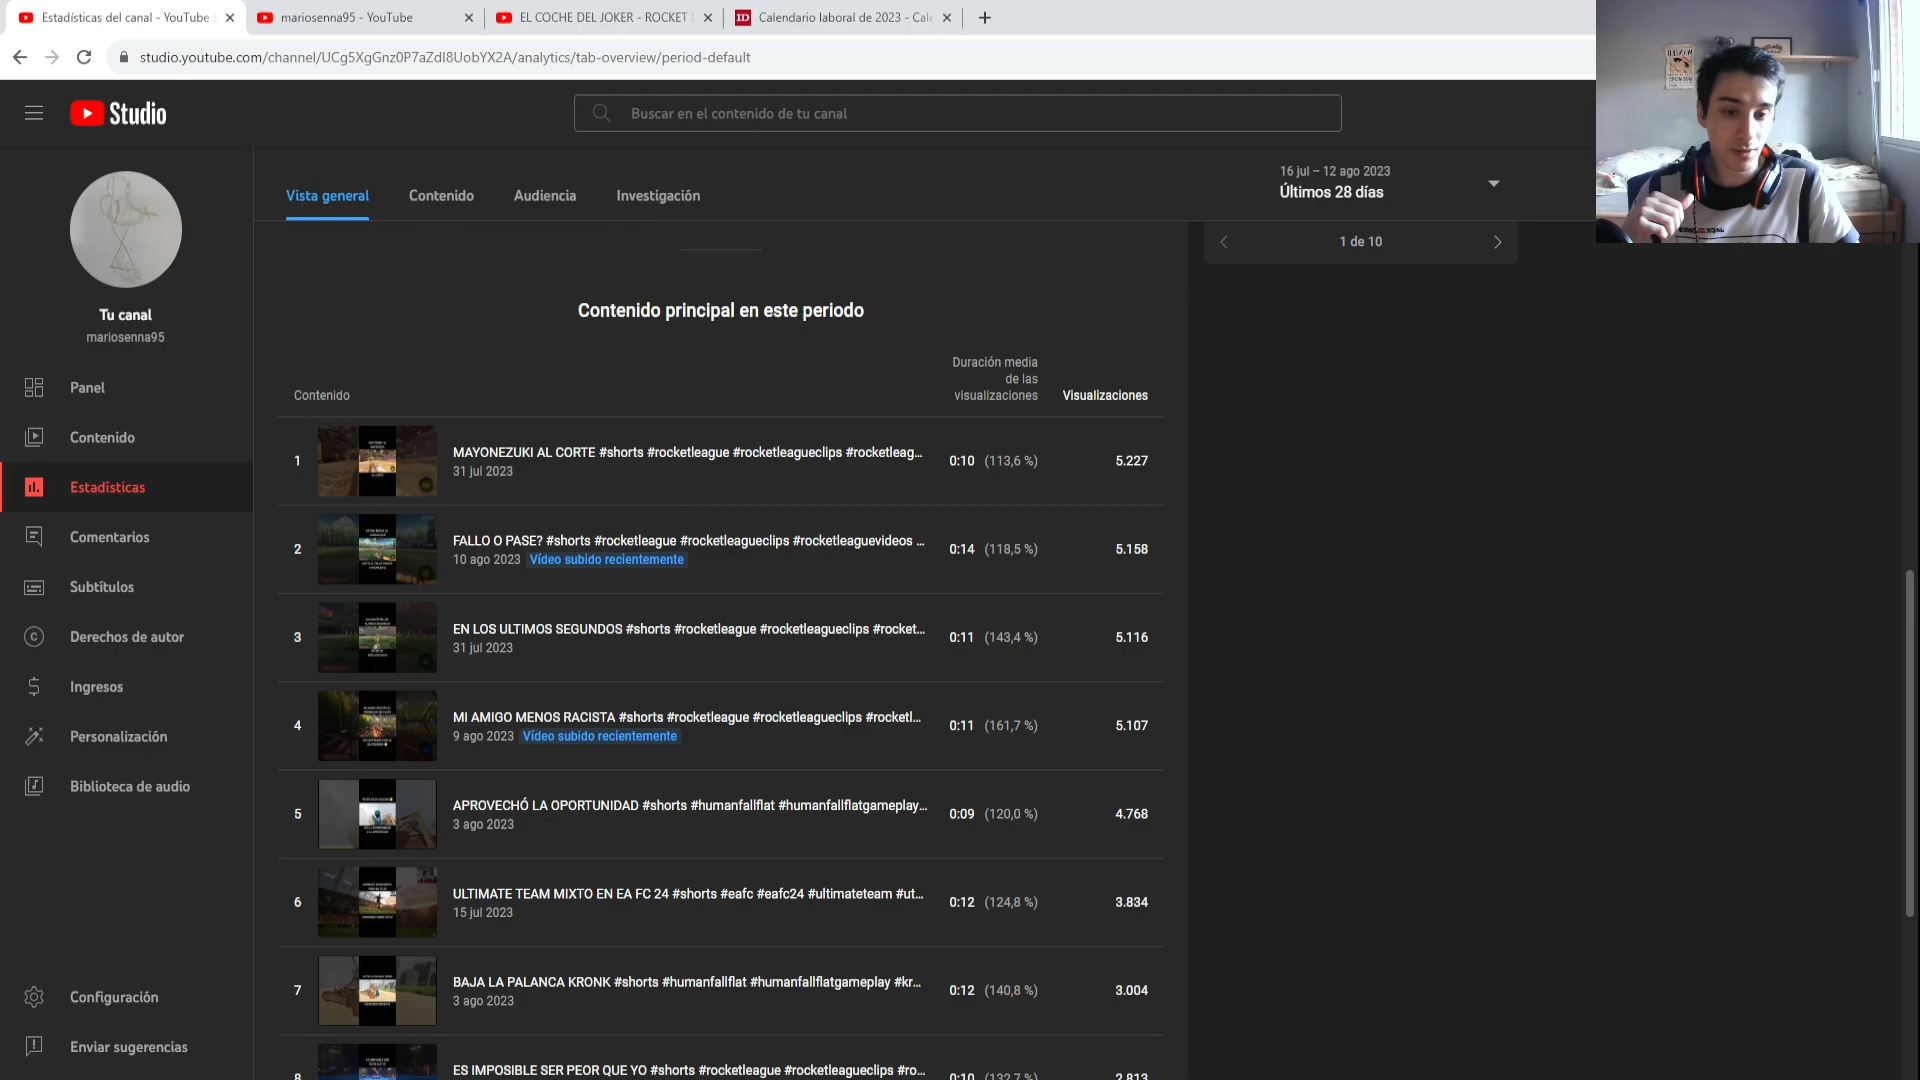 Estadísticas del canal - YouTube S
mariosenna95 - YouTube
EL COCHE DEL JOKER - ROCKET L
Calendario laboral de 2023 - Cale
studio.youtube.com/channel/UCg5XgGnz0P7aZdI8UobYX2A/analytics/tab-overview/period-default
Studio
Buscar en el contenido de tu canal
Tu canal
mariosenna95
Panel
Contenido
Estadísticas
Comentarios
Subtítulos
Derechos de autor
Ingresos
Personalización
Biblioteca de audio
Configuración
Enviar sugerencias
Vista general
Contenido
Audiencia
Investigación
16 jul – 12 ago 2023
Últimos 28 días
1 de 10
Contenido principal en este periodo
Contenido
Duración media
de las
visualizaciones
Visualizaciones
1
MAYONEZUKI AL CORTE #shorts #rocketleague #rocketleagueclips #rocketleag...
31 jul 2023
0:10 (113,6 %)
5.227
2
FALLO O PASE? #shorts #rocketleague #rocketleagueclips #rocketleaguevideos ...
10 ago 2023 Vídeo subido recientemente
0:14 (118,5 %)
5.158
3
EN LOS ULTIMOS SEGUNDOS #shorts #rocketleague #rocketleagueclips #rocket...
31 jul 2023
0:11 (143,4 %)
5.116
4
MI AMIGO MENOS RACISTA #shorts #rocketleague #rocketleagueclips #rocketl...
9 ago 2023 Vídeo subido recientemente
0:11 (161,7 %)
5.107
5
APROVECHÓ LA OPORTUNIDAD #shorts #humanfallflat #humanfallflatgameplay...
3 ago 2023
0:09 (120,0 %)
4.768
6
ULTIMATE TEAM MIXTO EN EA FC 24 #shorts #eafc #eafc24 #ultimateteam #ut...
15 jul 2023
0:12 (124,8 %)
3.834
7
BAJA LA PALANCA KRONK #shorts #humanfallflat #humanfallflatgameplay #kr...
3 ago 2023
0:12 (140,8 %)
3.004
8
ES IMPOSIBLE SER PEOR QUE YO #shorts #rocketleague #rocketleagueclips #ro...
0:10 (132,7 %)
2.813